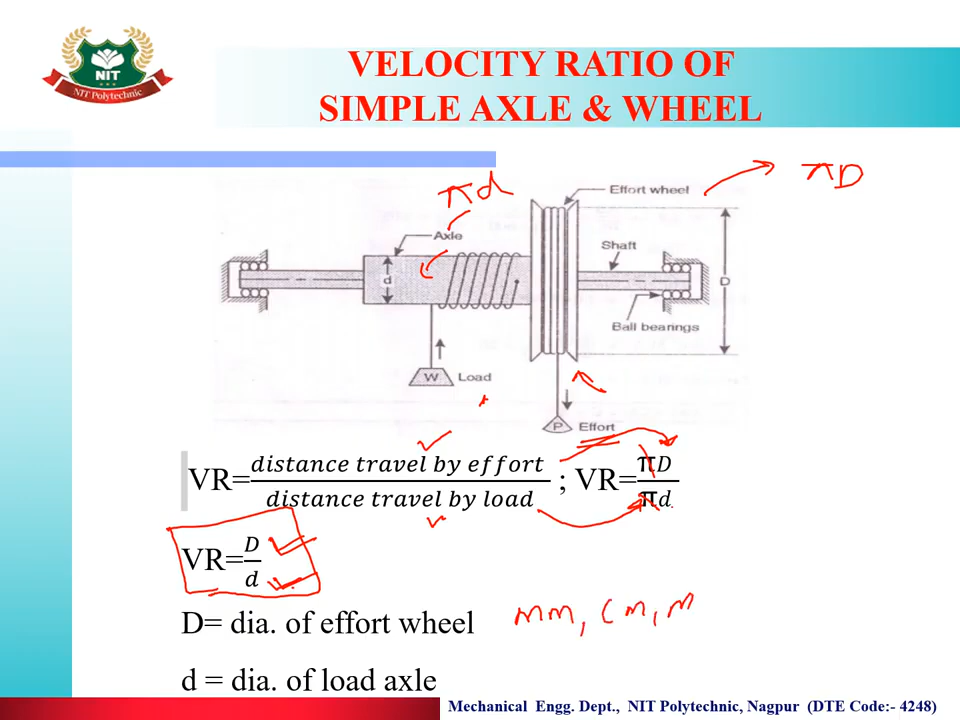 NIT
NIT Polytechnic
VELOCITY RATIO OF
SIMPLE AXLE & WHEEL
πd
πD
Effort wheel
Axle
Shaft
d
D
Ball bearings
W Load
P Effort
VR=distance travel by effort/distance travel by load ; VR=πD/πd
VR=D/d
D= dia. of effort wheel
mm, cm, m
d = dia. of load axle
Mechanical Engg. Dept., NIT Polytechnic, Nagpur (DTE Code:- 4248)